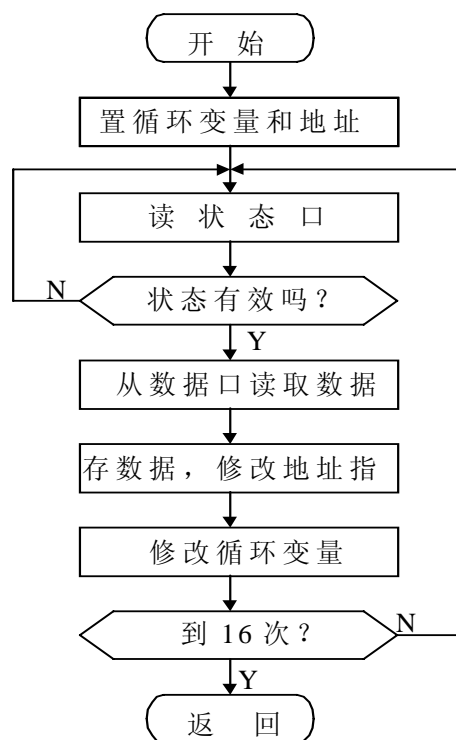 开 始
置循环变量和地址
读 状 态 口
状态有效吗？
N
Y
从数据口读取数据
存数据，修改地址指
修改循环变量
到 16 次？
N
Y
返 回